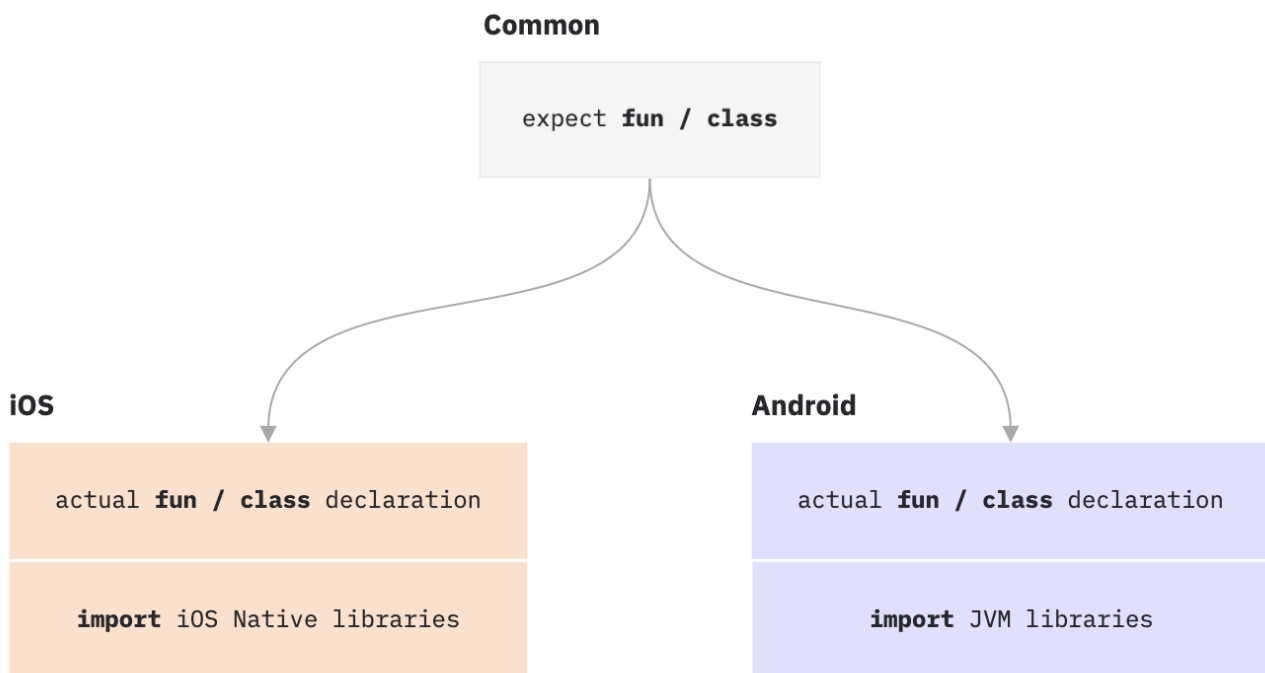 Common
expect fun / class
iOS
Android
actual fun / class declaration
actual fun / class declaration
import iOS Native libraries
import JVM libraries